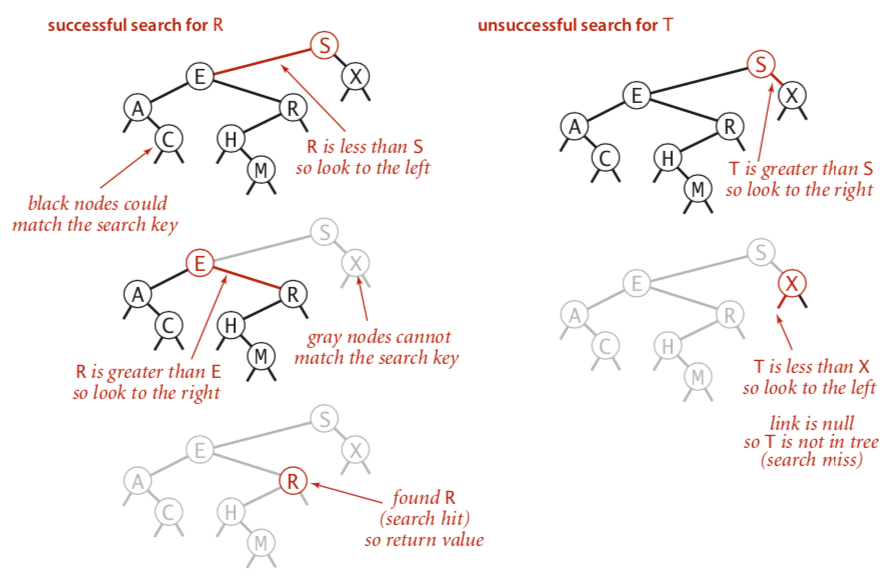 successful search for R
S
E
X
A
R
C
H
M
R is less than S
so look to the left
black nodes could
match the search key
S
E
X
A
R
C
H
M
gray nodes cannot
match the search key
R is greater than E
so look to the right
S
E
X
A
R
C
H
M
found R
(search hit)
so return value
unsuccessful search for T
S
E
X
A
R
C
H
M
T is greater than S
so look to the right
S
E
X
A
R
C
H
M
T is less than X
so look to the left
link is null
so T is not in tree
(search miss)